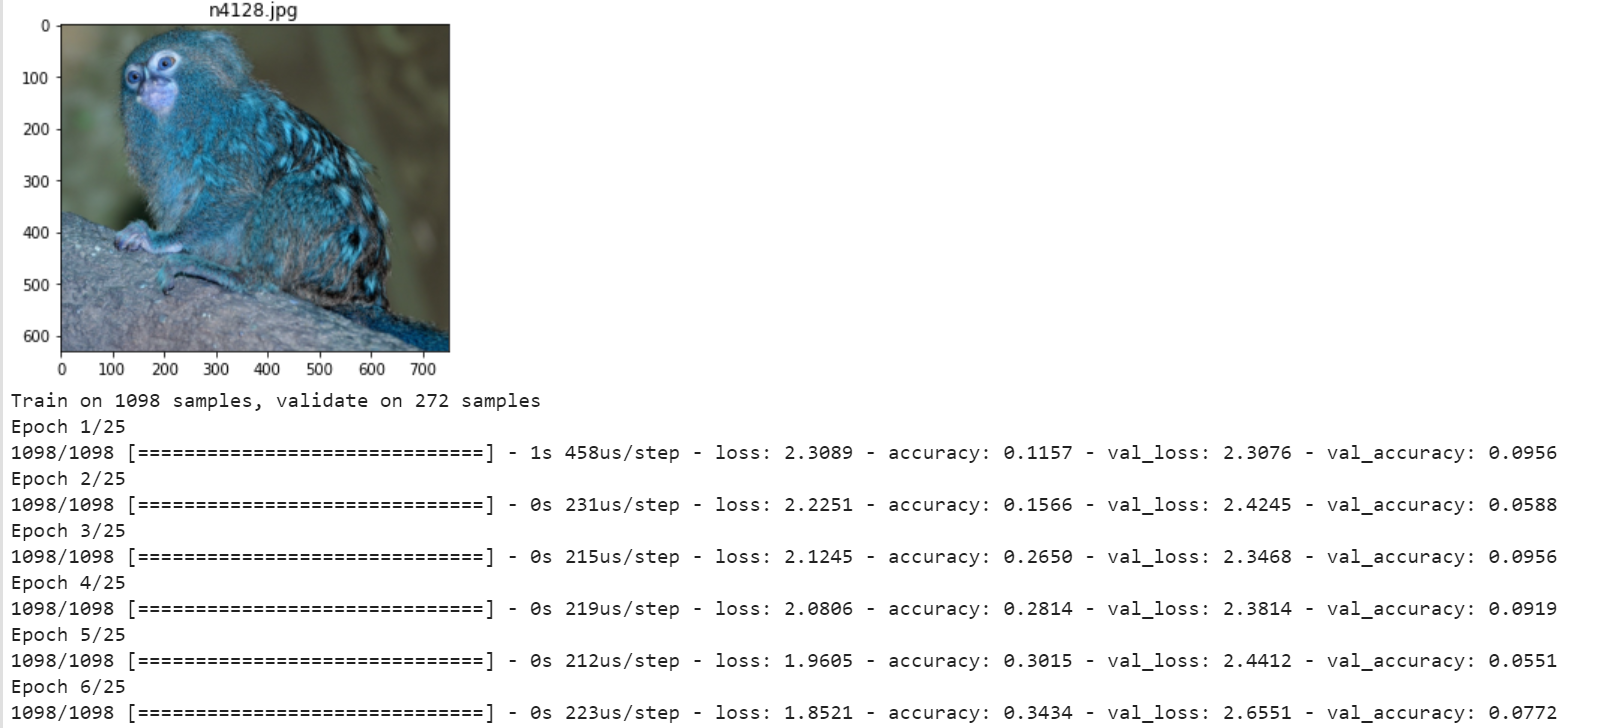 n4128.jpg
0
100
200
300
400
500
600
0 100 200 300 400 500 600 700
Train on 1098 samples, validate on 272 samples
Epoch 1/25
1098/1098 [==============================] - 1s 458us/step - loss: 2.3089 - accuracy: 0.1157 - val_loss: 2.3076 - val_accuracy: 0.0956
Epoch 2/25
1098/1098 [==============================] - 0s 231us/step - loss: 2.2251 - accuracy: 0.1566 - val_loss: 2.4245 - val_accuracy: 0.0588
Epoch 3/25
1098/1098 [==============================] - 0s 215us/step - loss: 2.1245 - accuracy: 0.2650 - val_loss: 2.3468 - val_accuracy: 0.0956
Epoch 4/25
1098/1098 [==============================] - 0s 219us/step - loss: 2.0806 - accuracy: 0.2814 - val_loss: 2.3814 - val_accuracy: 0.0919
Epoch 5/25
1098/1098 [==============================] - 0s 212us/step - loss: 1.9605 - accuracy: 0.3015 - val_loss: 2.4412 - val_accuracy: 0.0551
Epoch 6/25
1098/1098 [==============================] - 0s 223us/step - loss: 1.8521 - accuracy: 0.3434 - val_loss: 2.6551 - val_accuracy: 0.0772